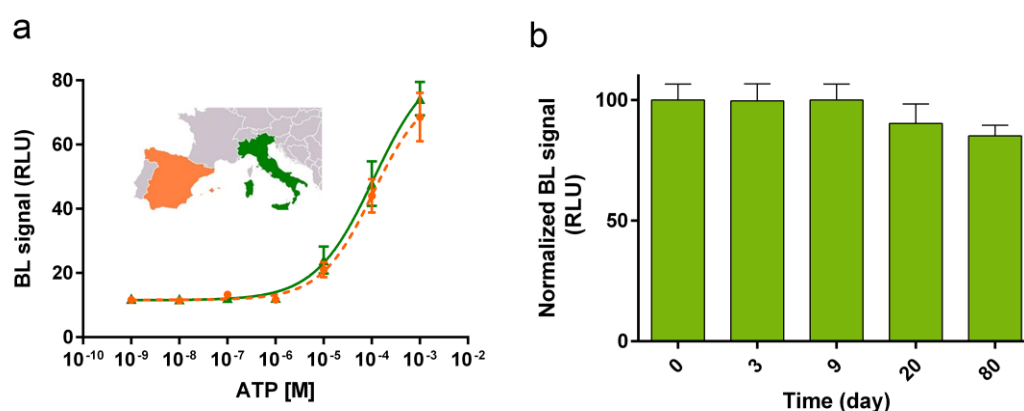 a
BL signal (RLU)
80
60
40
20
0
10-10 10-9 10-8 10-7 10-6 10-5 10-4 10-3 10-2
ATP [M]
b
Normalized BL signal
(RLU)
100
50
0
0 3 9 20 80
Time (day)